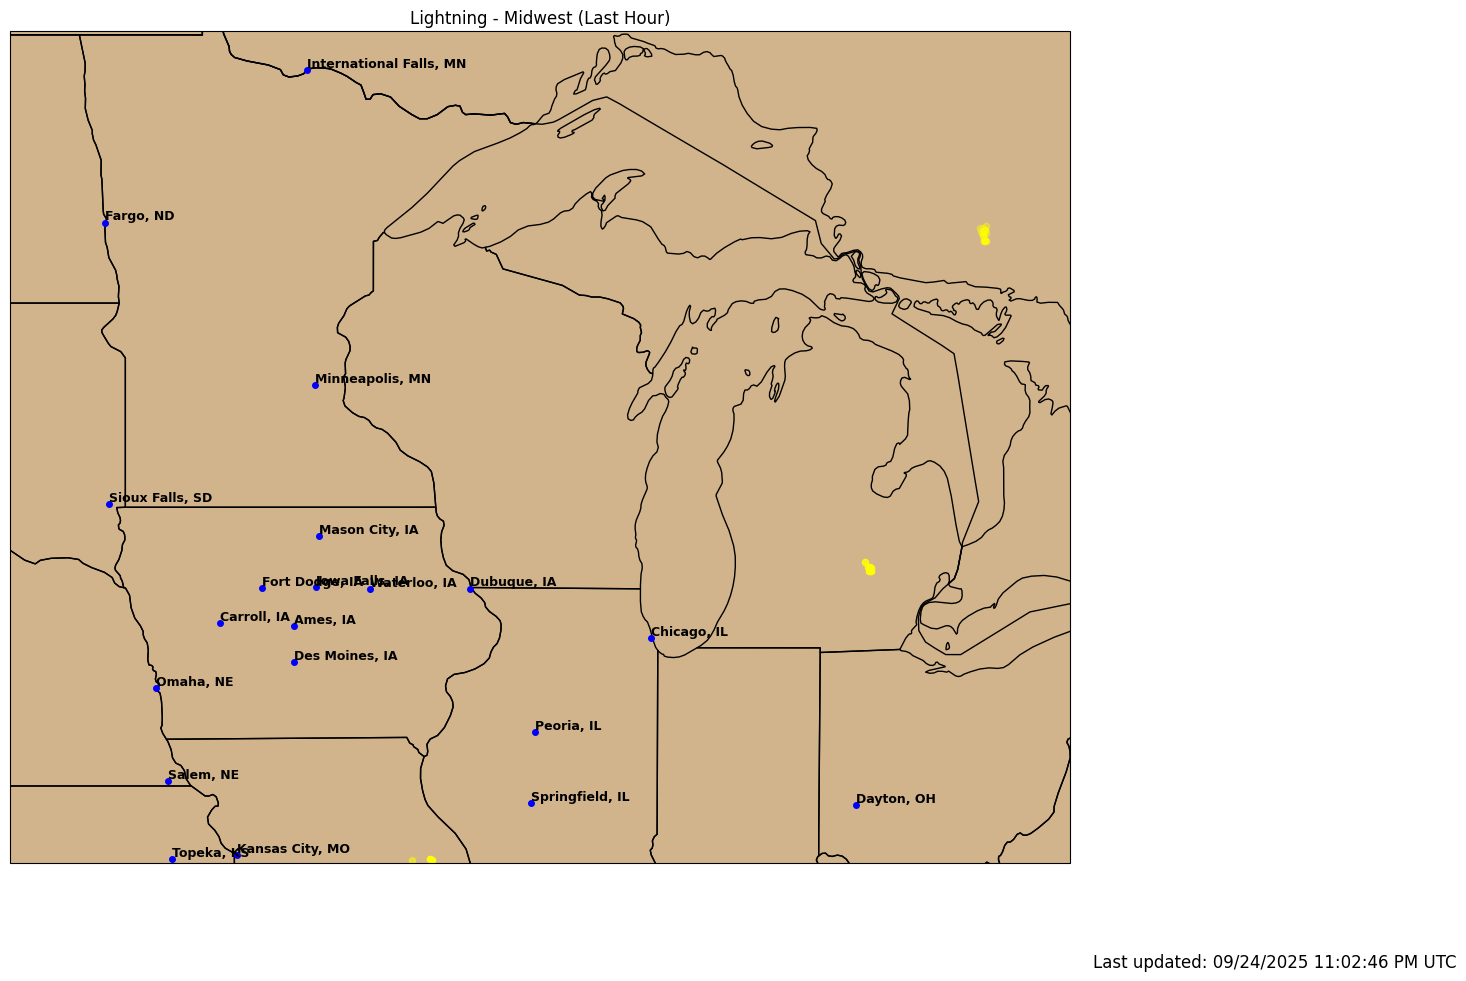 Lightning - Midwest (Last Hour)
International Falls, MN
Fargo, ND
Minneapolis, MN
Sioux Falls, SD
Mason City, IA
Fort Dodge, IA
Iowa Falls, IA
Waterloo, IA
Dubuque, IA
Carroll, IA
Ames, IA
Chicago, IL
Des Moines, IA
Omaha, NE
Peoria, IL
Salem, NE
Springfield, IL
Dayton, OH
Topeka, KS
Kansas City, MO
Last updated: 09/24/2025 11:02:46 PM UTC